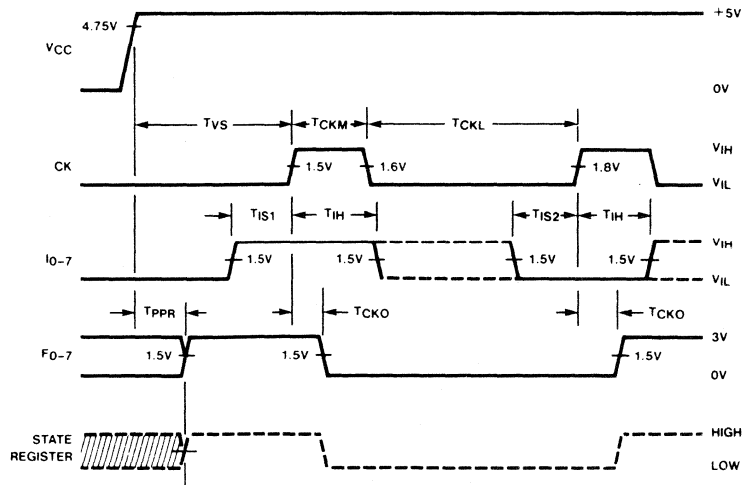 +5V
4.75V
VCC
0V
TVS
TCKM
TCKL
VIH
CK
1.5V
1.6V
1.8V
VIL
TIS1
TIH
TIS2
TIH
VIH
I0-7
1.5V
1.5V
1.5V
1.5V
VIL
TPPR
TCKO
TCKO
3V
F0-7
1.5V
1.5V
1.5V
0V
STATE
REGISTER
HIGH
LOW